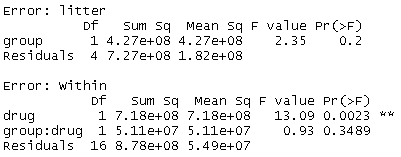 Error: litter
Df Sum Sq Mean Sq F value Pr(>F)
group 1 4.27e+08 4.27e+08 2.35 0.2
Residuals 4 7.27e+08 1.82e+08
Error: Within
Df Sum Sq Mean Sq F value Pr(>F)
drug 1 7.18e+08 7.18e+08 13.09 0.0023 **
group:drug 1 5.11e+07 5.11e+07 0.93 0.3489
Residuals 16 8.78e+08 5.49e+07